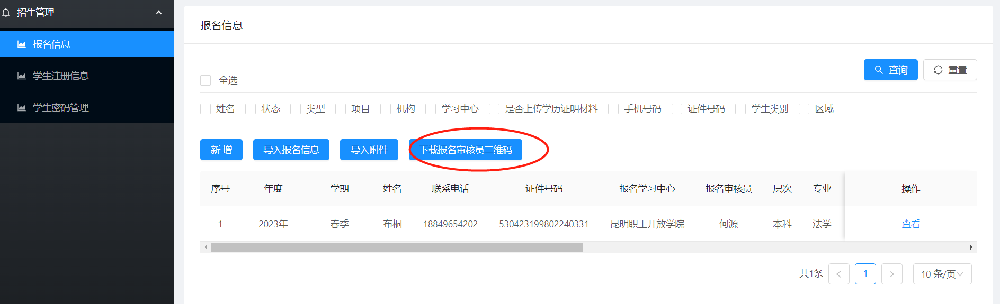 招生管理
报名信息
学生注册信息
学生密码管理
报名信息
查询 重置
全选
姓名 状态 类型 项目 机构 学习中心 是否上传学历证明材料 手机号码 证件号码 学生类别 区域
新 增 导入报名信息 导入附件 下载报名审核员二维码
序号 年度 学期 姓名 联系电话 证件号码 报名学习中心 报名审核员 层次 专业 操作
1 2023年 春季 布桐 18849654202 530423199802240331 昆明职工开放学院 何源 本科 法学 查看
共1条 < 1 > 10 条/页